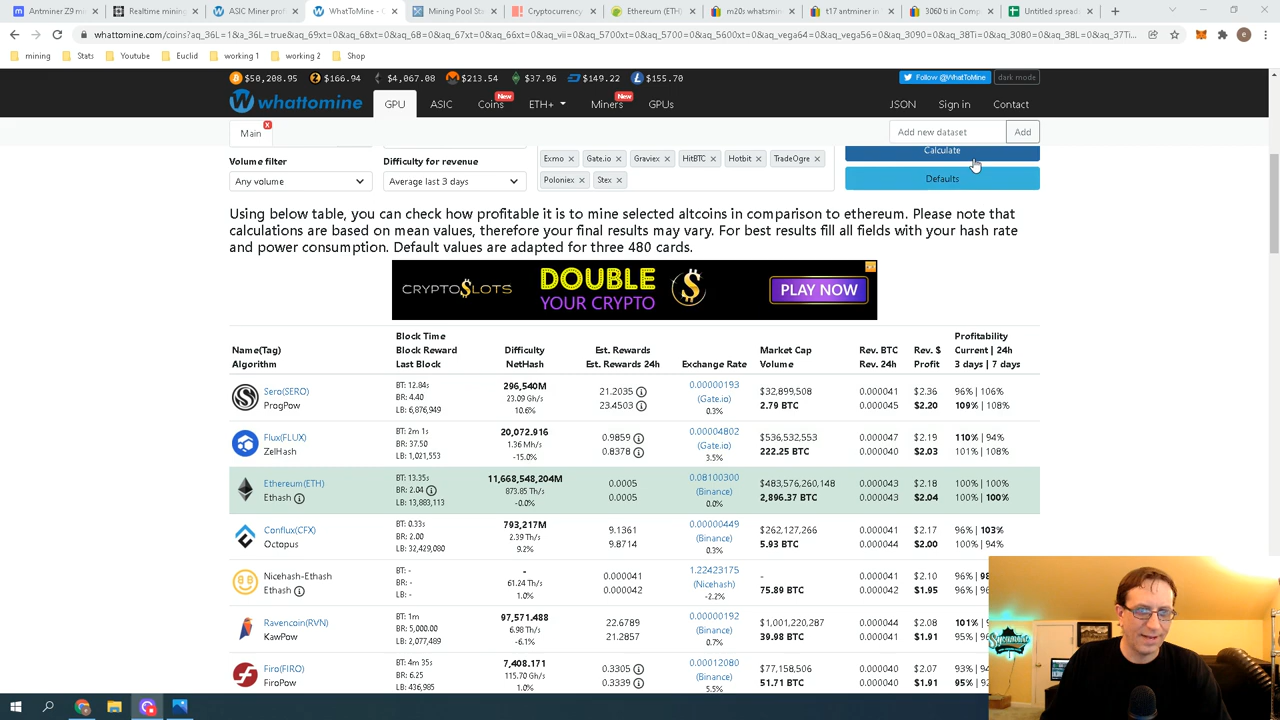 Antminer Z9 mi
Realtime mining
ASIC Miner prof
WhatToMine - C
Mining Pool Sta
Cryptocurrency
Ethereum (ETH)
m20s whatsmin
t17 antminer in
3060 ti in Comp
Untitled spread
whattomine.com/coins?aq_36L=1&a_36L=true&aq_69xt=0&aq_68xt=0&aq_68=0&aq_67xt=0&aq_66xt=0&aq_vii=0&aq_5700xt=0&aq_5700=0&aq_5600xt=0&aq_vega64=0&aq_vega56=0&aq_3090=0&aq_38Ti=0&aq_3080=0&aq_37Ti...
e
mining Stats Youtube Euclid working 1 working 2 Shop
$50,208.95 $166.94 $4,067.08 $213.54 $37.96 $149.22 $155.70
Follow @WhatToMine dark mode
whattomine GPU ASIC Coins New ETH+ Miners New GPUs JSON Sign in Contact
Main x Add new dataset Add
Volume filter Difficulty for revenue
Exmo × Gate.io × Graviex × HitBTC × Hotbit × TradeOgre ×
Calculate
Any volume Average last 3 days
Poloniex × Stex ×
Defaults
Using below table, you can check how profitable it is to mine selected altcoins in comparison to ethereum. Please note that
calculations are based on mean values, therefore your final results may vary. For best results fill all fields with your hash rate
and power consumption. Default values are adapted for three 480 cards.
CRYPTOSLOTS DOUBLE YOUR CRYPTO PLAY NOW
Name(Tag)
Algorithm
Block Time
Block Reward
Last Block
Difficulty
NetHash
Est. Rewards
Est. Rewards 24h
Exchange Rate
Market Cap
Volume
Rev. BTC
Rev. 24h
Rev. $
Profit
Profitability
Current | 24h
3 days | 7 days
Sero(SERO)
ProgPow
BT: 12.84s
BR: 4.40
LB: 6,876,949
296,540M
23.09 Gh/s
10.6%
21.2035
23.4503
0.00000193
(Gate.io)
0.3%
$32,899,508
2.79 BTC
0.000041
0.000045
$2.36
$2.20
96% | 106%
109% | 108%
Flux(FLUX)
ZelHash
BT: 2m 1s
BR: 37.50
LB: 1,021,553
20,072.916
1.36 Mh/s
-15.0%
0.9859
0.8378
0.00004802
(Gate.io)
3.5%
$536,532,553
222.25 BTC
0.000047
0.000040
$2.19
$2.03
110% | 94%
101% | 108%
Ethereum(ETH)
Ethash
BT: 13.35s
BR: 2.04
LB: 13,883,113
11,668,548,204M
873.85 Th/s
-0.0%
0.0005
0.0005
0.08100300
(Binance)
0.0%
$483,576,260,148
2,896.37 BTC
0.000043
0.000043
$2.18
$2.04
100% | 100%
100% | 100%
Conflux(CFX)
Octopus
BT: 0.33s
BR: 2.00
LB: 32,429,080
793,217M
2.39 Th/s
9.2%
9.1361
9.8714
0.00000449
(Binance)
0.3%
$262,127,266
5.93 BTC
0.000041
0.000044
$2.17
$2.00
96% | 103%
100% | 94%
Nicehash-Ethash
Ethash
BT: -
BR: -
LB: -
-
61.24 Th/s
1.0%
0.000041
0.000042
1.22423175
(Nicehash)
-2.2%
-
75.89 BTC
0.000041
0.000042
$2.10
$1.95
96% | 98
96% | 96
Ravencoin(RVN)
KawPow
BT: 1m
BR: 5,000.00
LB: 2,077,489
97,571.488
6.98 Th/s
-6.1%
22.6789
21.2857
0.00000192
(Binance)
0.7%
$1,001,220,287
39.98 BTC
0.000044
0.000041
$2.08
$1.91
101% |
95% | 96
Firo(FIRO)
FiroPow
BT: 4m 35s
BR: 6.25
LB: 436,985
7,408.171
115.70 Gh/s
1.0%
0.3305
0.3339
0.00012080
(Binance)
5.5%
$77,158,506
51.71 BTC
0.000040
0.000040
$2.07
$1.91
93% | 94
95% | 92